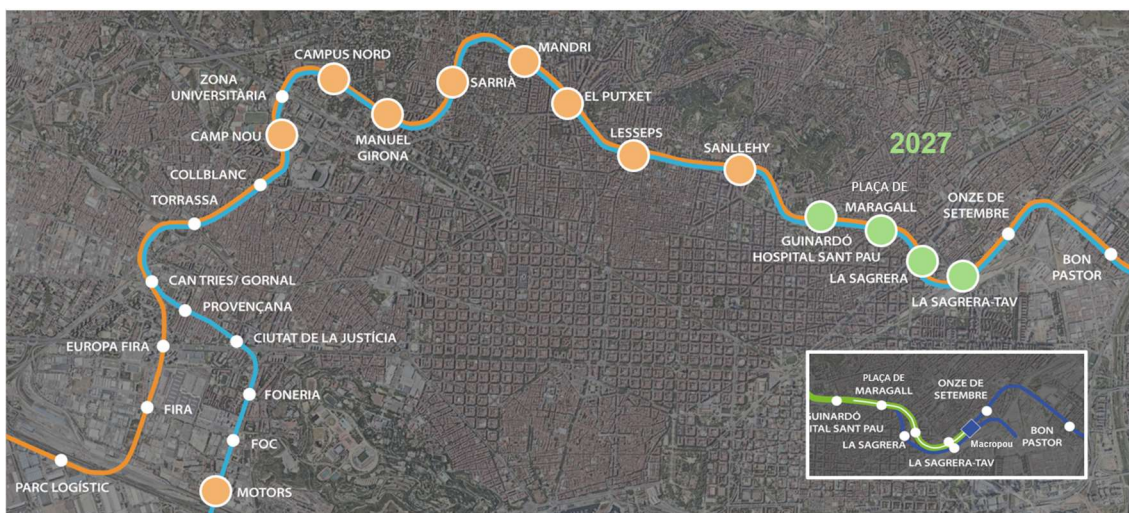 CAMPUS NORD
ZONA
UNIVERSITÀRIA
CAMP NOU
COLLBLANC
TORRASSA
MANUEL
GIRONA
SARRIÀ
MANDRI
EL PUTXET
LESSEPS
SANLLEHY
2027
PLAÇA DE
MARAGALL
GUINARDÓ
HOSPITAL SANT PAU
LA SAGRERA
LA SAGRERA-TAV
ONZE DE
SETEMBRE
BON
PASTOR
CAN TRIES/ GORNAL
PROVENÇANA
EUROPA FIRA
CIUTAT DE LA JUSTÍCIA
FIRA
FONERIA
FOC
PARC LOGÍSTIC
MOTORS
PLAÇA DE
MARAGALL
ONZE DE
SETEMBRE
GUINARDÓ
PITAL SANT PAU
LA SAGRERA
Macropou
BON
PASTOR
LA SAGRERA-TAV